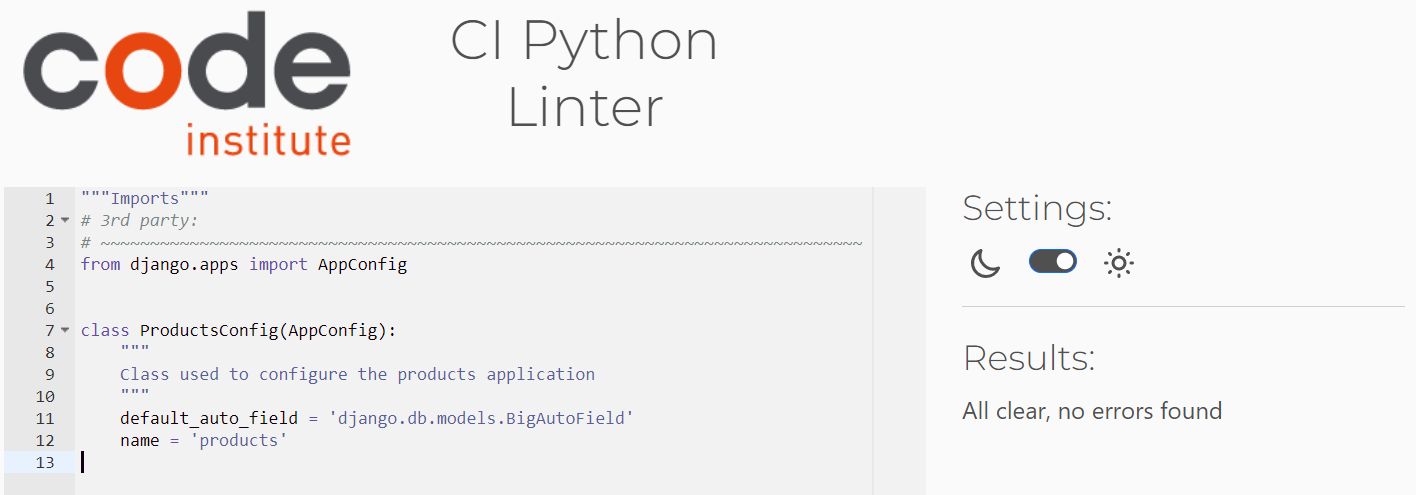 code
institute
CI Python
Linter
1 """Imports"""
2 # 3rd party:
3 # ~~~~~~~~~~~~~~~~~~~~~~~~~~~~~~~~~~~~~~~~~~~~~~~~~~~~~~~~~~~~~~~~~~~~~~~~~~~~~
4 from django.apps import AppConfig
5
6
7 class ProductsConfig(AppConfig):
8     """
9     Class used to configure the products application
10     """
11     default_auto_field = 'django.db.models.BigAutoField'
12     name = 'products'
13
Settings:
Results:
All clear, no errors found